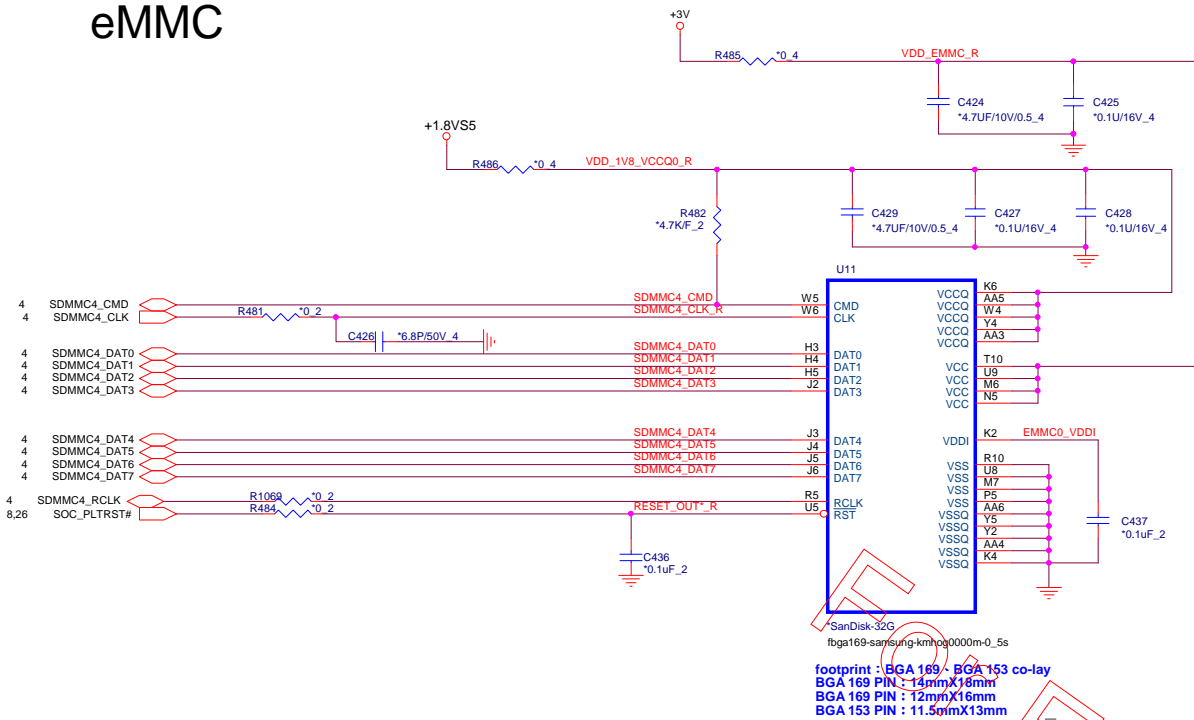 eMMC
+3V
R485 *0_4 VDD_EMMC_R
C424
*4.7UF/10V/0.5_4
C425
*0.1U/16V_4
+1.8VS5
R486 *0_4 VDD_1V8_VCCQ0_R
R482
*4.7K/F_2
C429
*4.7UF/10V/0.5_4
C427
*0.1U/16V_4
C428
*0.1U/16V_4
U11
4 SDMMC4_CMD SDMMC4_CMD W5 CMD
4 SDMMC4_CLK R481 *0_2 SDMMC4_CLK_R W6 CLK
C426 *6.8P/50V_4
4 SDMMC4_DAT0 SDMMC4_DAT0 H3 DAT0
4 SDMMC4_DAT1 SDMMC4_DAT1 H4 DAT1
4 SDMMC4_DAT2 SDMMC4_DAT2 H5 DAT2
4 SDMMC4_DAT3 SDMMC4_DAT3 J2 DAT3
4 SDMMC4_DAT4 SDMMC4_DAT4 J3 DAT4
4 SDMMC4_DAT5 SDMMC4_DAT5 J4 DAT5
4 SDMMC4_DAT6 SDMMC4_DAT6 J5 DAT6
4 SDMMC4_DAT7 SDMMC4_DAT7 J6 DAT7
4 SDMMC4_RCLK R1069 *0_2 R5 RCLK
8,26 SOC_PLTRST# R484 *0_2 RESET_OUT*_R U5 RST
C436
*0.1uF_2
VCCQ K6
VCCQ AA5
VCCQ W4
VCCQ Y4
VCCQ AA3
VCC T10
VCC U9
VCC M6
VCC N5
VDDI K2 EMMC0_VDDI
VSS R10
VSS U8
VSS M7
VSS P5
VSSQ AA6
VSSQ Y5
VSSQ Y2
VSSQ AA4
VSSQ K4
C437
*0.1uF_2
*SanDisk-32G
fbga169-samsung-kmhog0000m-0_5s
footprint : BGA 169、BGA 153 co-lay
BGA 169 PIN : 14mmX18mm
BGA 169 PIN : 12mmX16mm
BGA 153 PIN : 11.5mmX13mm